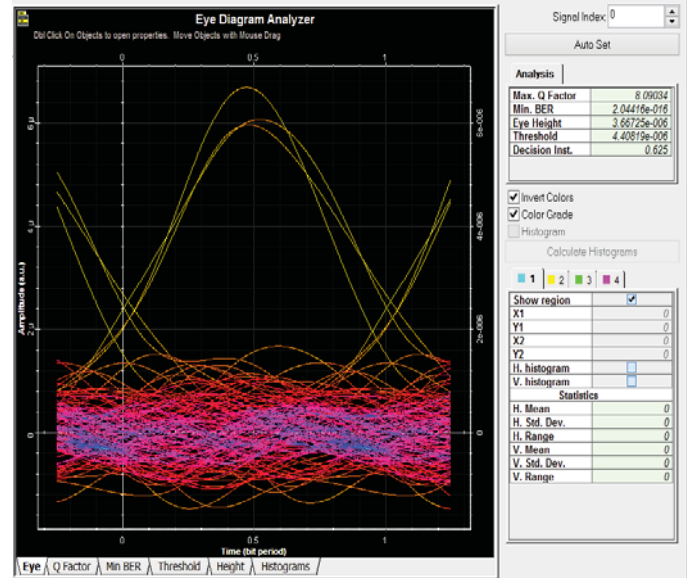 Eye Diagram Analyzer
Dbl Click On Objects to open properties. Move Objects with Mouse Drag
0 0.5 1
6 µ 6e-006
4 µ 4e-006
2 µ 2e-006
0 0
Amplitude (a.u.)
0 0.5 1
Time (bit period)
Eye Q Factor Min BER Threshold Height Histograms
Signal Index: 0
Auto Set
Analysis
Max. Q Factor 8.09034
Min. BER 2.04416e-016
Eye Height 3.66725e-006
Threshold 4.40819e-006
Decision Inst. 0.625
Invert Colors
Color Grade
Histogram
Calculate Histograms
1 2 3 4
Show region
X1 0
Y1 0
X2 0
Y2 0
H. histogram
V. histogram
Statistics
H. Mean 0
H. Std. Dev. 0
H. Range 0
V. Mean 0
V. Std. Dev. 0
V. Range 0